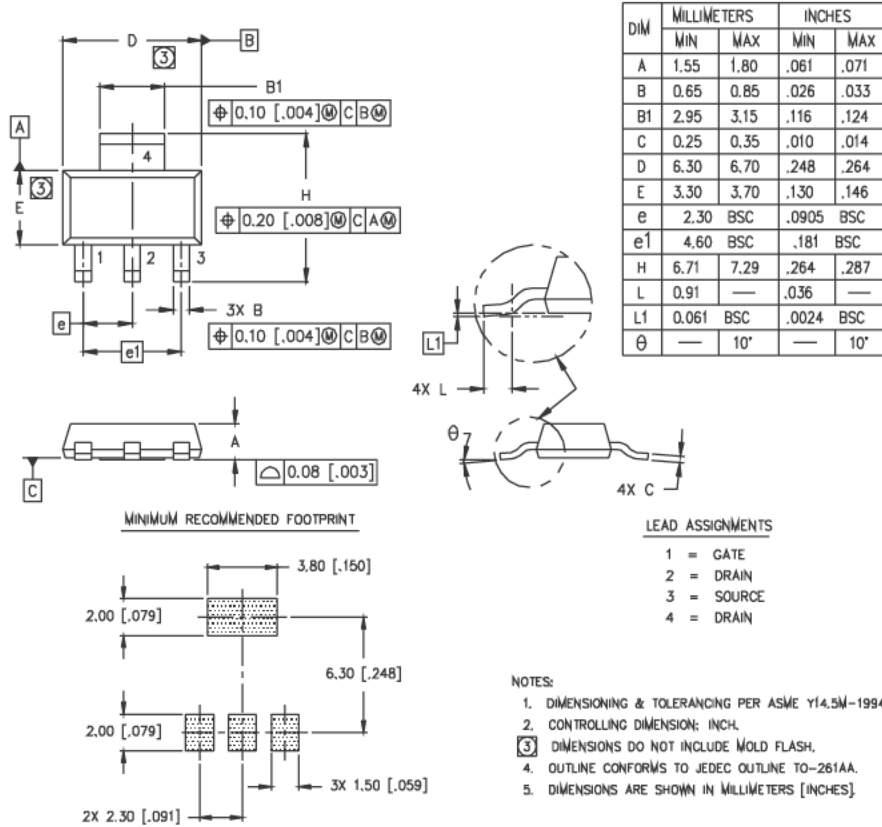 DIM MILLIMETERS INCHES
MIN MAX MIN MAX
A 1.55 1.80 .061 .071
B 0.65 0.85 .026 .033
B1 2.95 3.15 .116 .124
C 0.25 0.35 .010 .014
D 6.30 6.70 .248 .264
E 3.30 3.70 .130 .146
e 2.30 BSC .0905 BSC
e1 4.60 BSC .181 BSC
H 6.71 7.29 .264 .287
L 0.91 — .036 —
L1 0.061 BSC .0024 BSC
θ — 10° — 10°
D
B
3
B1
⌖ 0.10 [.004] Ⓜ C B Ⓜ
A
4
3
E
H
⌖ 0.20 [.008] Ⓜ C A Ⓜ
1 2 3
3X B
e
⌖ 0.10 [.004] Ⓜ C B Ⓜ
e1
L1
4X L
A
C
⌓ 0.08 [.003]
θ
4X C
MINIMUM RECOMMENDED FOOTPRINT
3.80 [.150]
2.00 [.079]
6.30 [.248]
2.00 [.079]
3X 1.50 [.059]
2X 2.30 [.091]
LEAD ASSIGNMENTS
1 = GATE
2 = DRAIN
3 = SOURCE
4 = DRAIN
NOTES:
1. DIMENSIONING & TOLERANCING PER ASME Y14.5M-1994
2. CONTROLLING DIMENSION: INCH.
3 DIMENSIONS DO NOT INCLUDE MOLD FLASH.
4. OUTLINE CONFORMS TO JEDEC OUTLINE TO-261AA.
5. DIMENSIONS ARE SHOWN IN MILLIMETERS [INCHES].